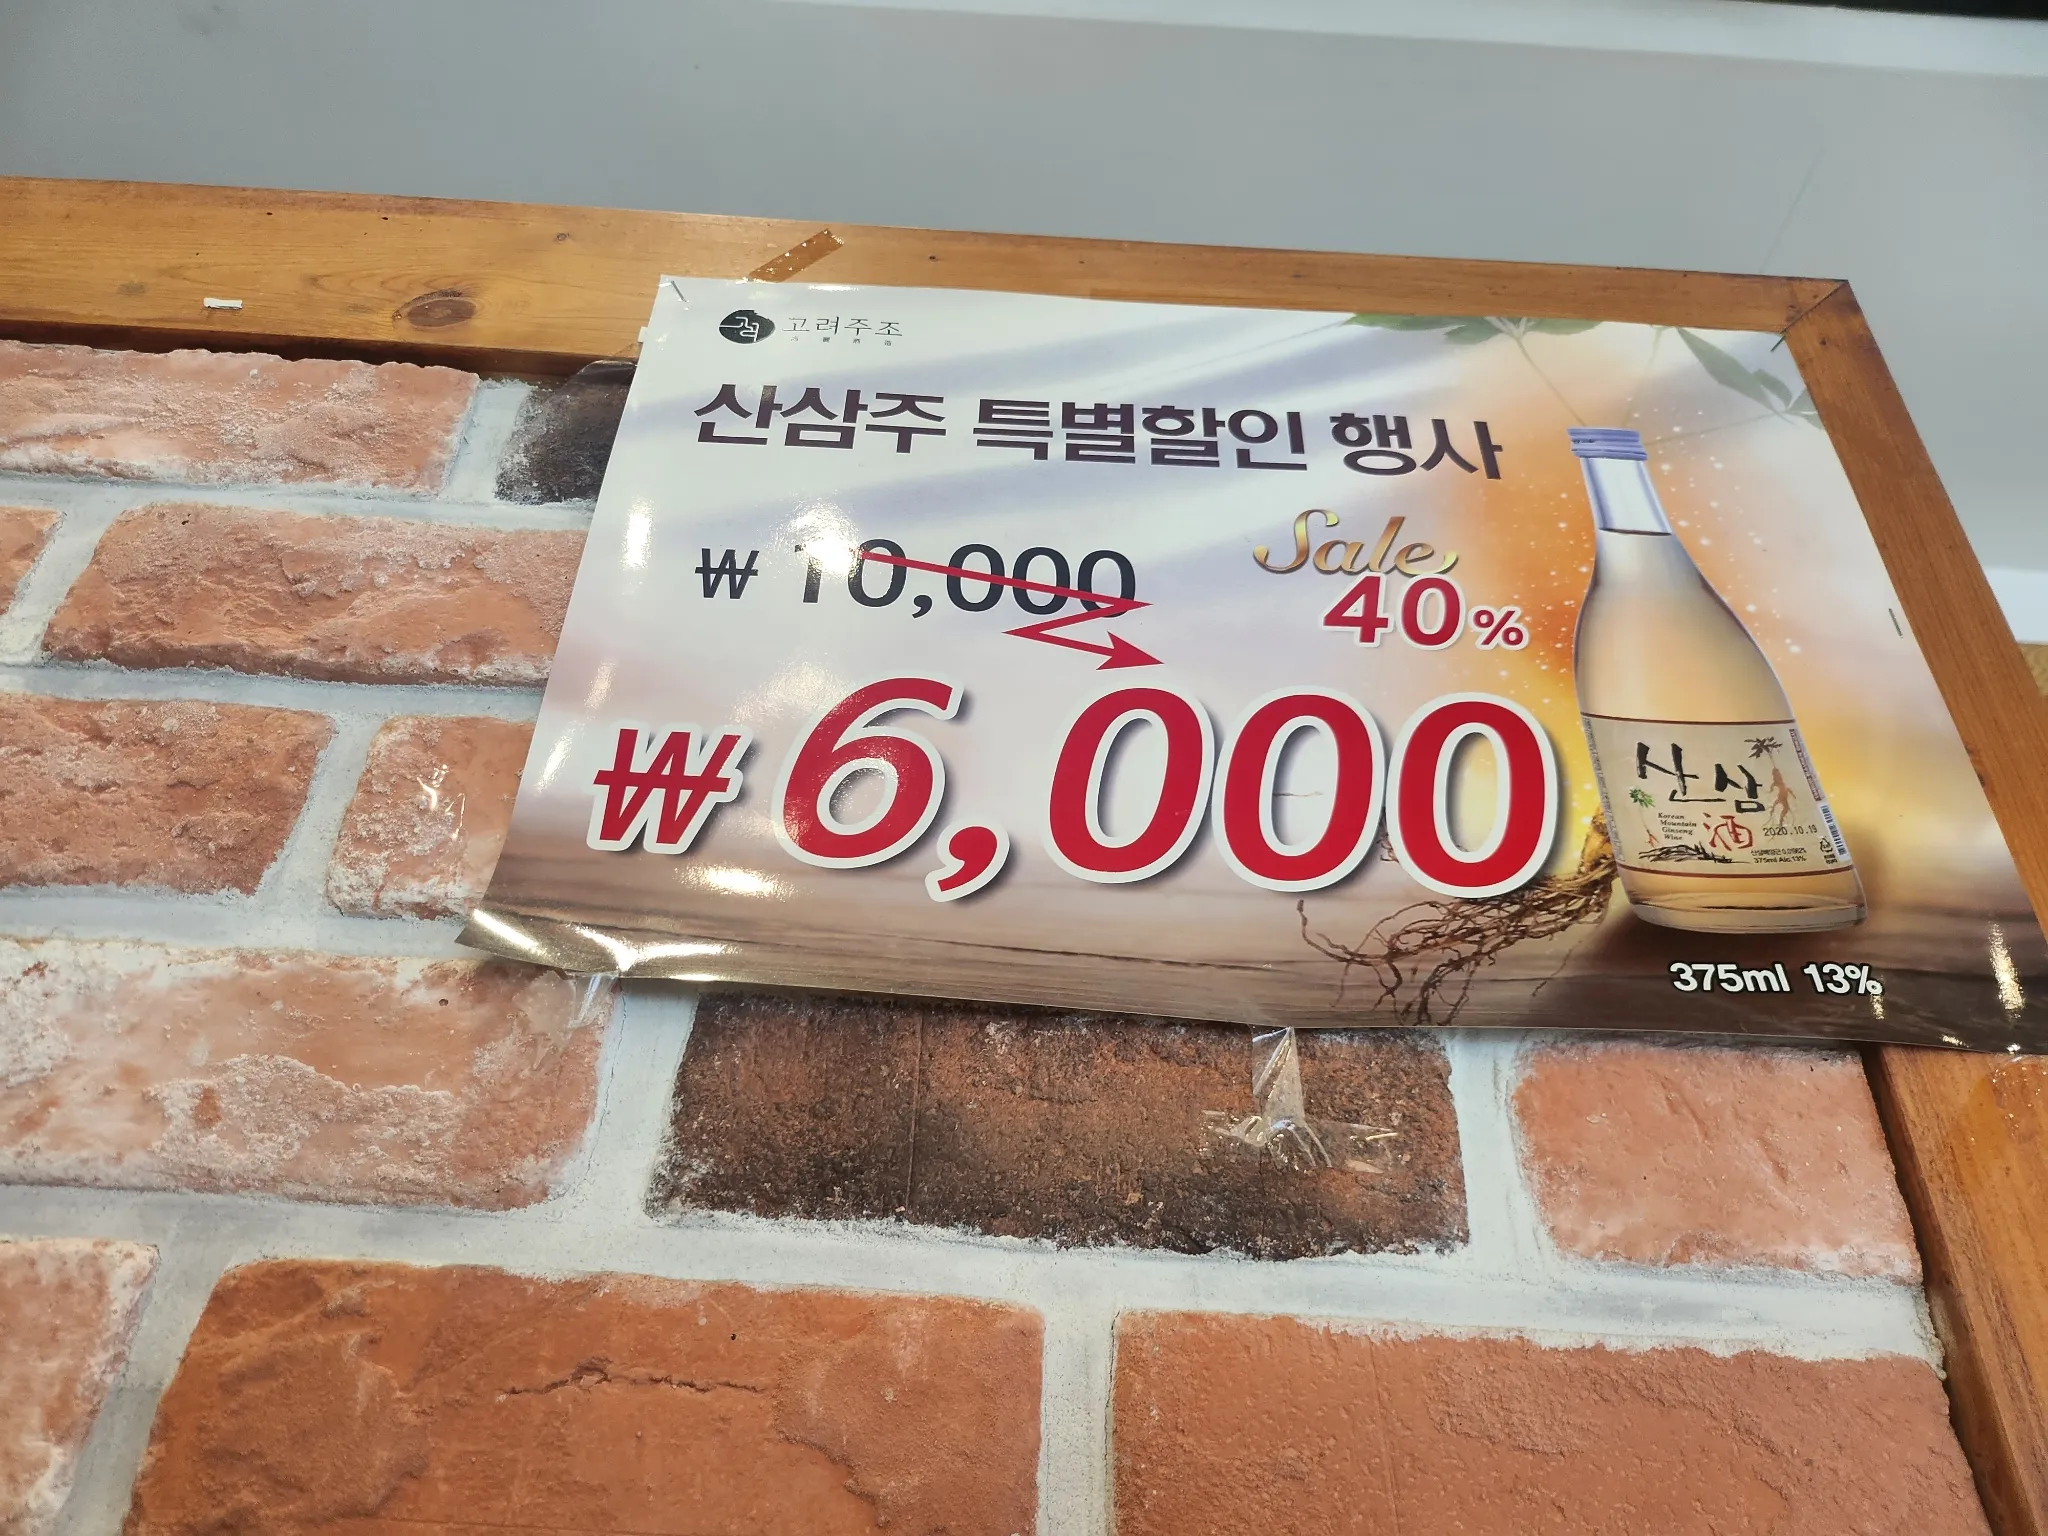 고려주조
산삼주 특별할인 행사
₩ 10,000
Sale
40%
₩ 6,000
산삼
Korean
Mountain
Ginseng
Wine
酒
2020.10.19
375ml Alc.13%
375ml 13%